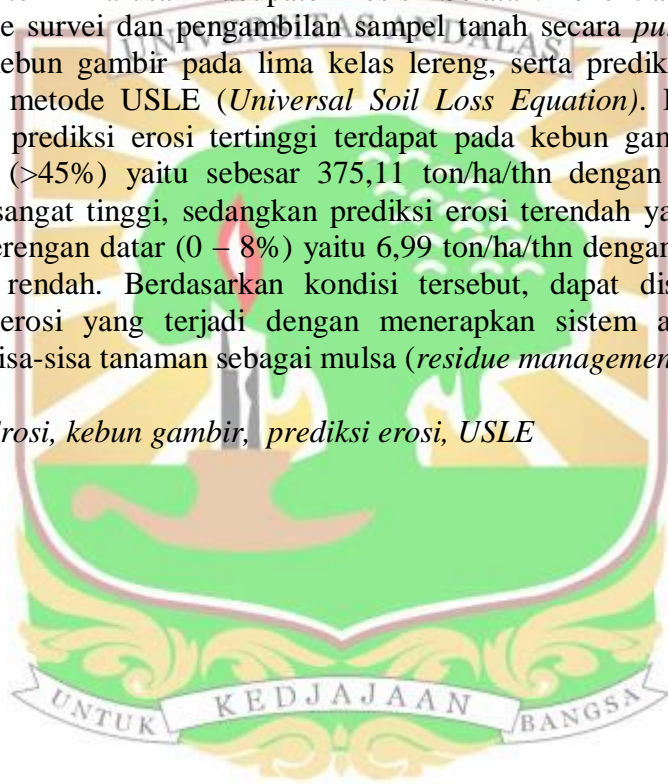 e survei dan pengambilan sampel tanah secara pu
UNIVERSITAS ANDALAS
kebun gambir pada lima kelas lereng, serta predik
metode USLE (Universal Soil Loss Equation).
prediksi erosi tertinggi terdapat pada kebun gam
(>45%) yaitu sebesar 375,11 ton/ha/thn dengan
sangat tinggi, sedangkan prediksi erosi terendah ya
erengan datar (0 – 8%) yaitu 6,99 ton/ha/thn dengan
rendah. Berdasarkan kondisi tersebut, dapat dis
erosi yang terjadi dengan menerapkan sistem a
isa-sisa tanaman sebagai mulsa (residue managemen
rosi, kebun gambir, prediksi erosi, USLE
UNTUK KEDJAJAAN BANGSA